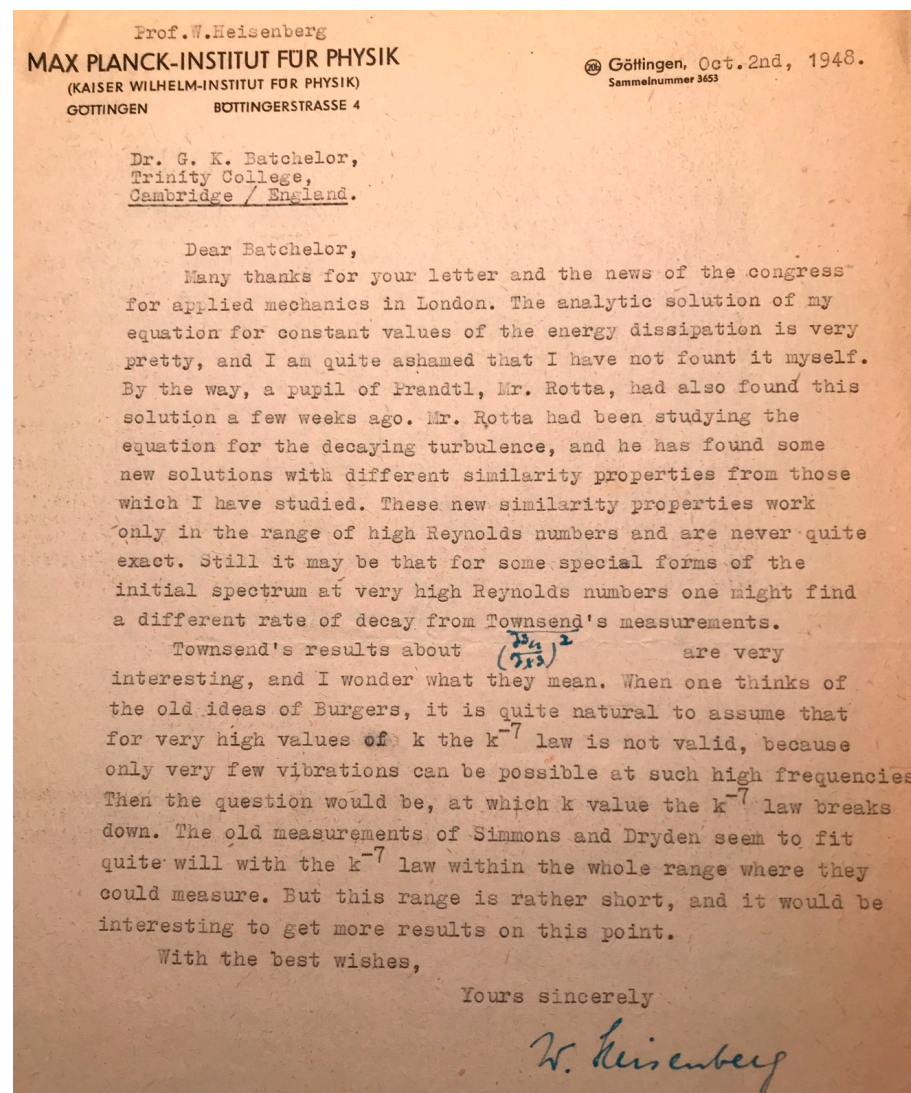 Prof.W.Heisenberg
MAX PLANCK-INSTITUT FÜR PHYSIK
(KAISER WILHELM-INSTITUT FÜR PHYSIK)
GÖTTINGEN BÖTTINGERSTRASSE 4
20b Göttingen, Oct.2nd, 1948.
Sammelnummer 3653
Dr. G. K. Batchelor,
Trinity College,
Cambridge / England.
Dear Batchelor,
Many thanks for your letter and the news of the congress
for applied mechanics in London. The analytic solution of my
equation for constant values of the energy dissipation is very
pretty, and I am quite ashamed that I have not fount it myself.
By the way, a pupil of Prandtl, Mr. Rotta, had also found this
solution a few weeks ago. Mr. Rotta had been studying the
equation for the decaying turbulence, and he has found some
new solutions with different similarity properties from those
which I have studied. These new similarity properties work
only in the range of high Reynolds numbers and are never quite
exact. Still it may be that for some special forms of the
initial spectrum at very high Reynolds numbers one might find
a different rate of decay from Townsend's measurements.
Townsend's results about (∂³u/∂x³)² are very
interesting, and I wonder what they mean. When one thinks of
the old ideas of Burgers, it is quite natural to assume that
for very high values of k the k⁻⁷ law is not valid, because
only very few vibrations can be possible at such high frequencies
Then the question would be, at which k value the k⁻⁷ law breaks
down. The old measurements of Simmons and Dryden seem to fit
quite will with the k⁻⁷ law within the whole range where they
could measure. But this range is rather short, and it would be
interesting to get more results on this point.
With the best wishes,
Yours sincerely
W. Heisenberg